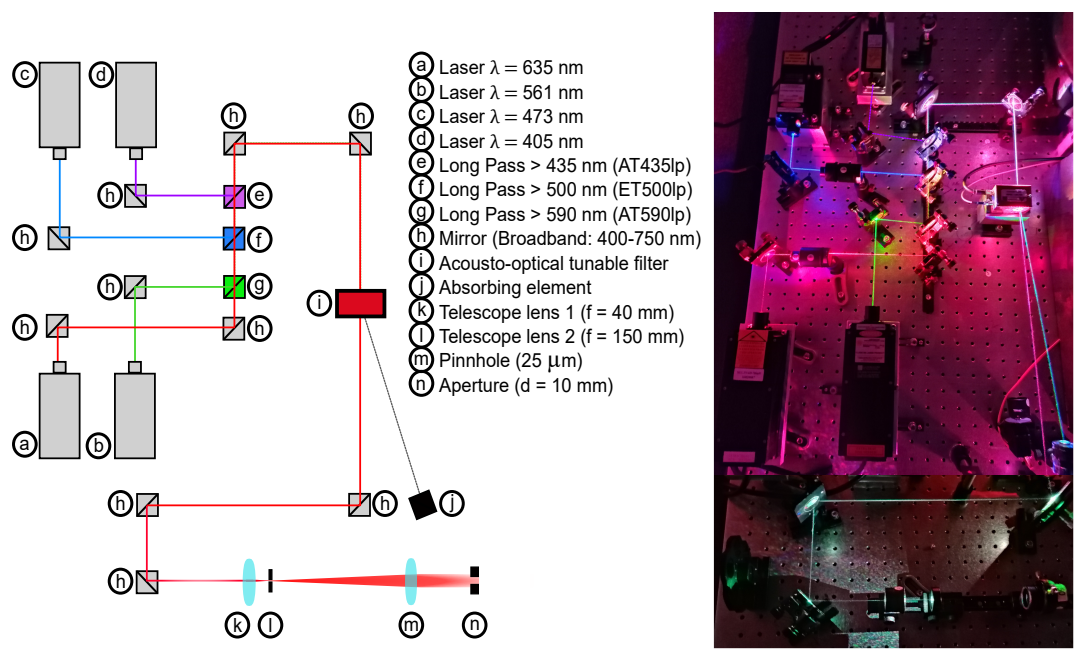 c
d
h
h
a Laser λ = 635 nm
b Laser λ = 561 nm
c Laser λ = 473 nm
d Laser λ = 405 nm
e Long Pass > 435 nm (AT435lp)
f Long Pass > 500 nm (ET500lp)
g Long Pass > 590 nm (AT590lp)
h Mirror (Broadband: 400-750 nm)
i Acousto-optical tunable filter
j Absorbing element
k Telescope lens 1 (f = 40 mm)
l Telescope lens 2 (f = 150 mm)
m Pinnhole (25 μm)
n Aperture (d = 10 mm)
h
e
h
f
h
g
i
h
h
a
b
h
h
j
h
k
l
m
n